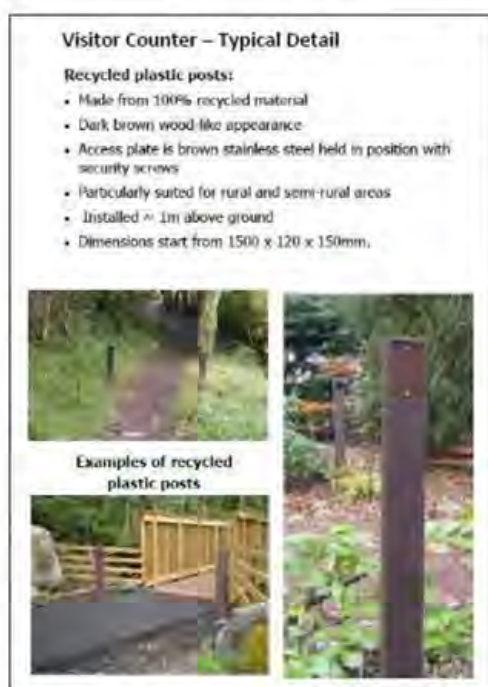 Visitor Counter – Typical Detail
Recycled plastic posts:
• Made from 100% recycled material
• Dark brown wood-like appearance
• Access plate is brown stainless steel held in position with
security screws
• Particularly suited for rural and semi-rural areas
• Installed ~ 1m above ground
• Dimensions start from 1500 x 120 x 150mm.
Examples of recycled
plastic posts